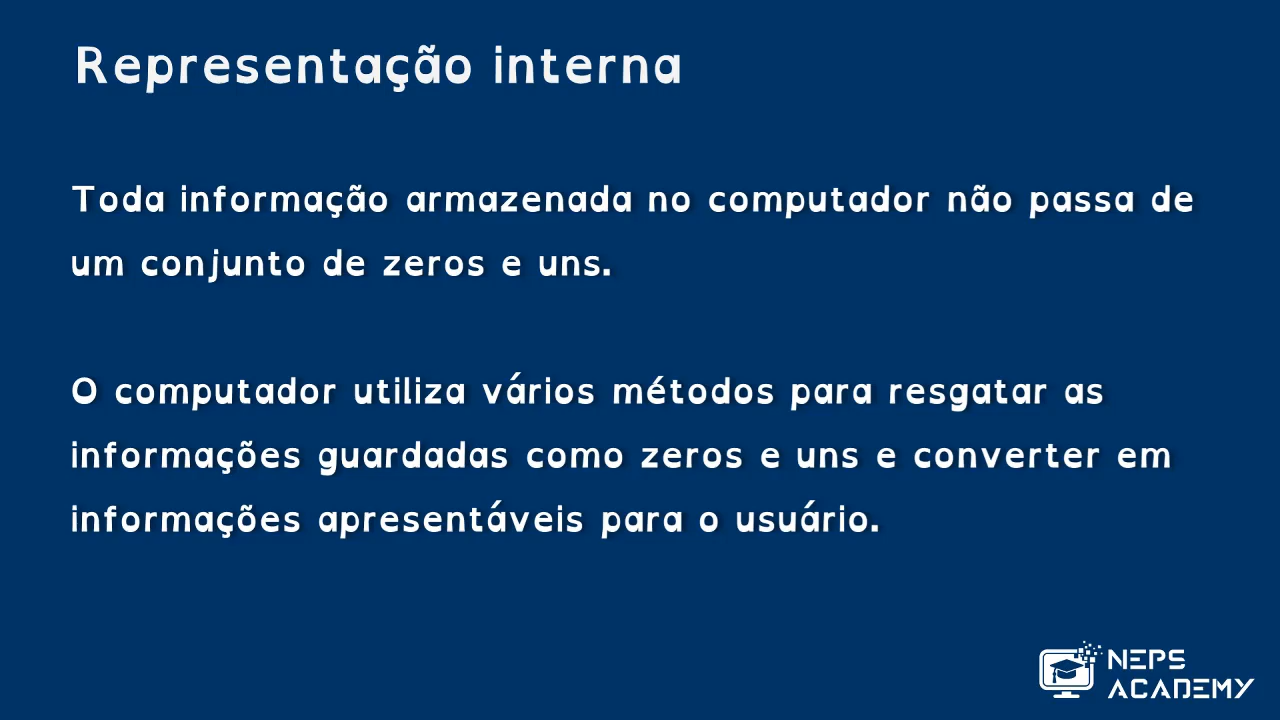 Representação interna
Toda informação armazenada no computador não passa de
um conjunto de zeros e uns.
O computador utiliza vários métodos para resgatar as
informações guardadas como zeros e uns e converter em
informações apresentáveis para o usuário.
NEPS
ACADEMY